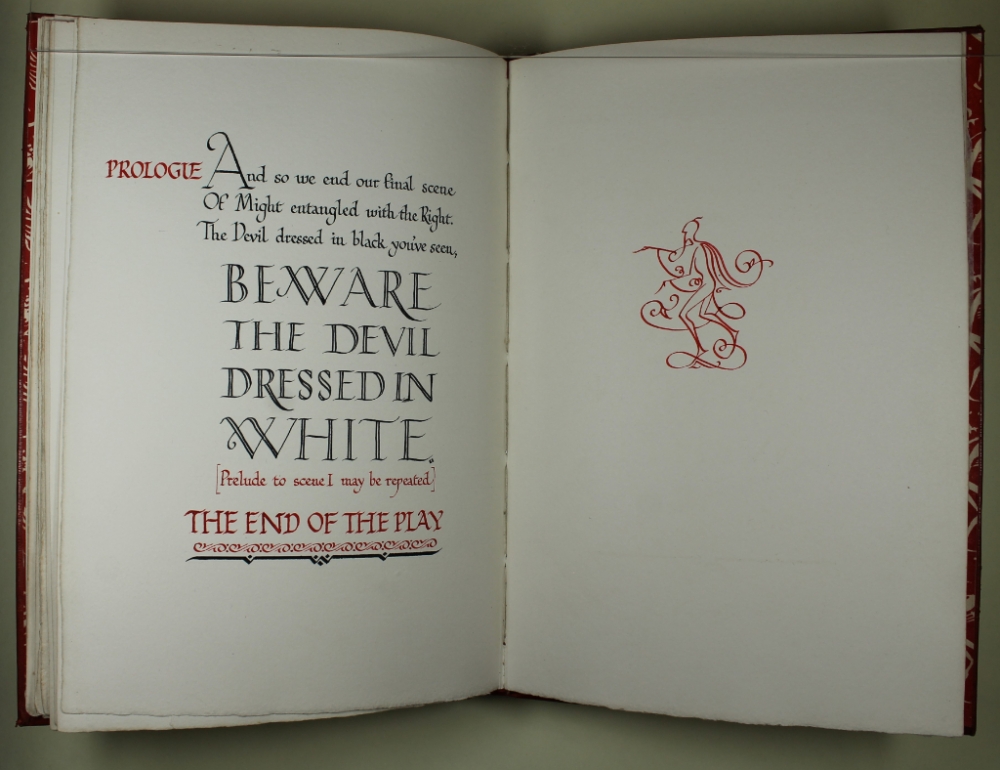 PROLOGUE And so we end our final scene
Of Might entangled with the Right.
The Devil dressed in black you've seen,
BEWARE
THE DEVIL
DRESSED IN
WHITE.
[Prelude to scene I may be repeated]
THE END OF THE PLAY